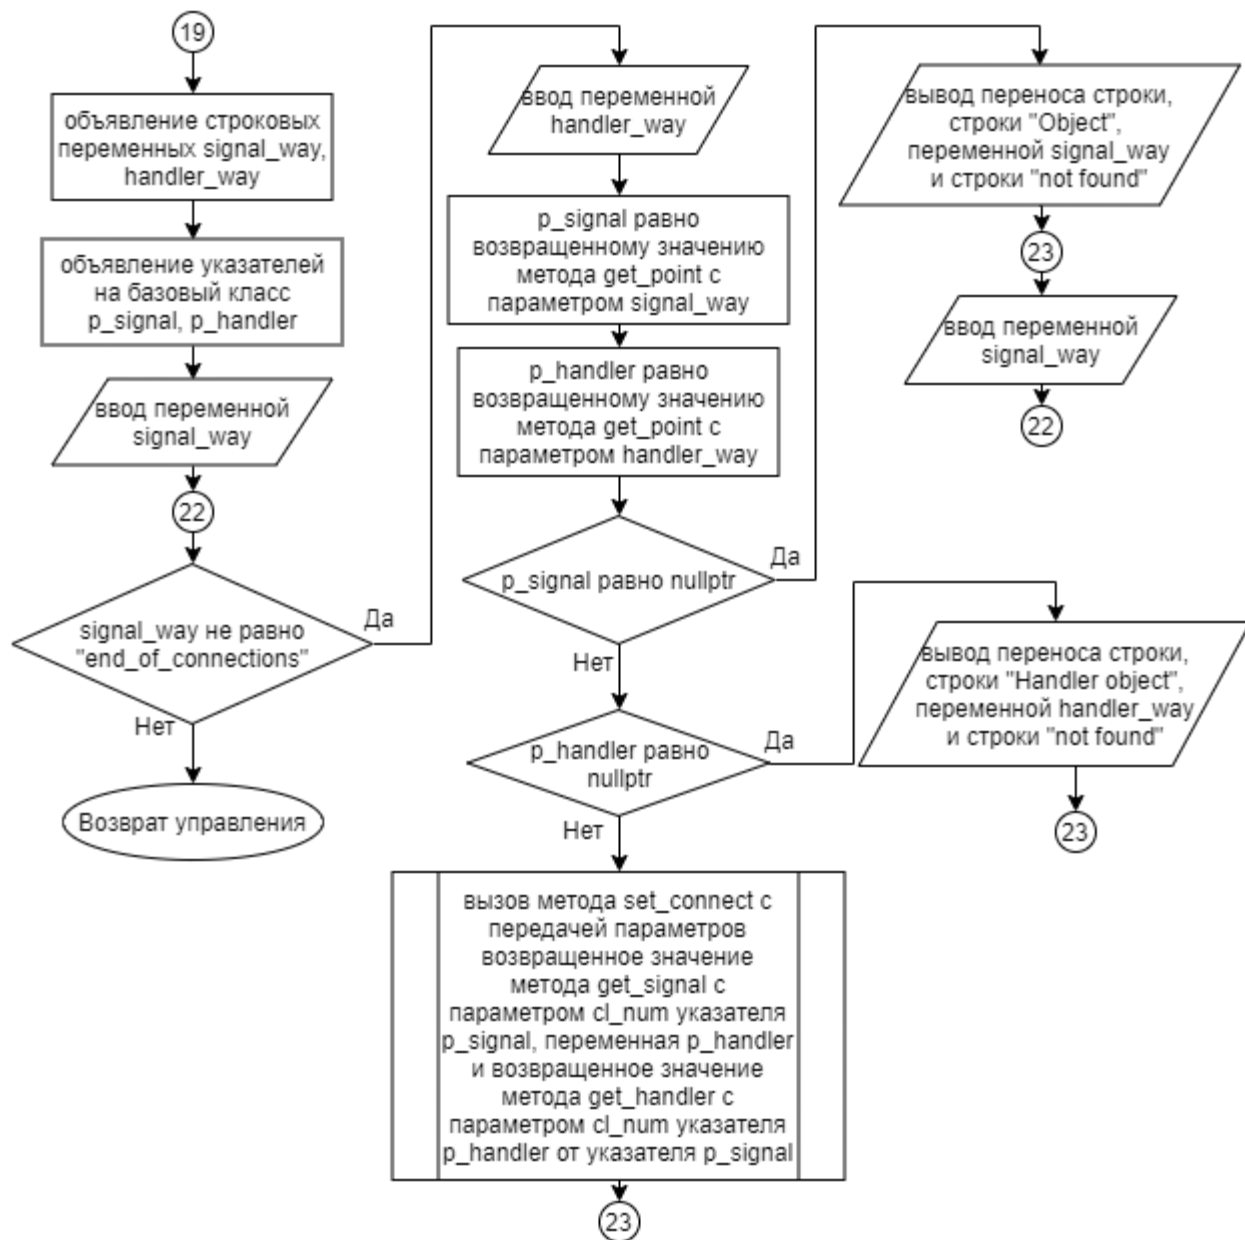 19
объявление строковых
переменных signal_way,
handler_way
объявление указателей
на базовый класс
p_signal, p_handler
ввод переменной
signal_way
22
signal_way не равно
"end_of_connections"
Да
Нет
Возврат управления
ввод переменной
handler_way
p_signal равно
возвращенному значению
метода get_point с
параметром signal_way
p_handler равно
возвращенному значению
метода get_point с
параметром handler_way
p_signal равно nullptr
Да
Нет
p_handler равно
nullptr
Да
Нет
вызов метода set_connect с
передачей параметров
возвращенное значение
метода get_signal с
параметром cl_num указателя
p_signal, переменная p_handler
и возвращенное значение
метода get_handler с
параметром cl_num указателя
p_handler от указателя p_signal
23
вывод переноса строки,
строки "Object",
переменной signal_way
и строки "not found"
23
ввод переменной
signal_way
22
вывод переноса строки,
строки "Handler object",
переменной handler_way
и строки "not found"
23